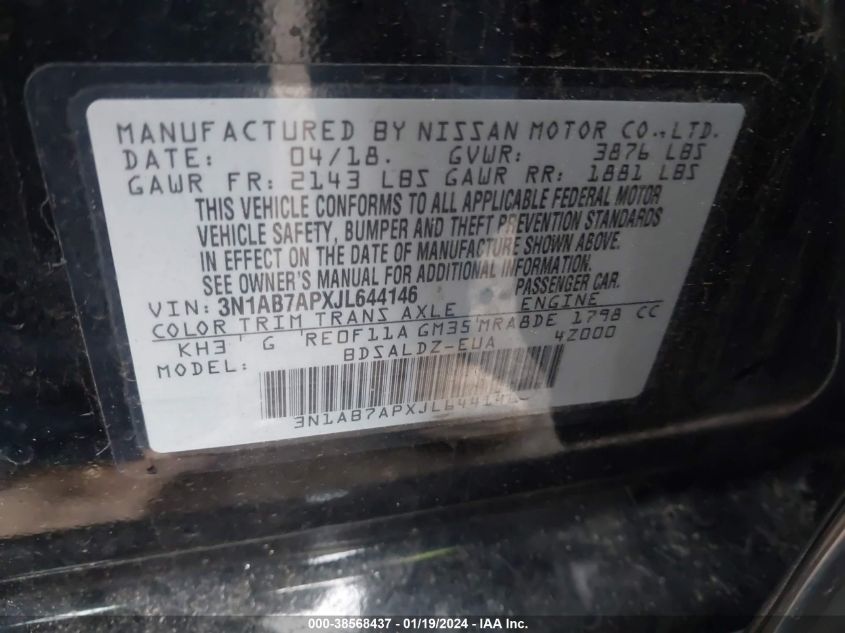 MANUFACTURED BY NISSAN MOTOR CO.,LTD.
DATE: 04/18. GVWR: 3876 LBS
GAWR FR: 2143 LBS GAWR RR: 1881 LBS
THIS VEHICLE CONFORMS TO ALL APPLICABLE FEDERAL MOTOR
VEHICLE SAFETY, BUMPER AND THEFT PREVENTION STANDARDS
IN EFFECT ON THE DATE OF MANUFACTURE SHOWN ABOVE.
SEE OWNER'S MANUAL FOR ADDITIONAL INFORMATION. PASSENGER CAR.
VIN: 3N1AB7APXJL644146
COLOR TRIM TRANS AXLE ENGINE
KH3 G RE0F11A GM35 MRA8DE 1798 CC
MODEL: BDSALDZ-EUA 4Z000
3N1AB7APXJL644146
000-38568437 - 01/19/2024 - IAA Inc.